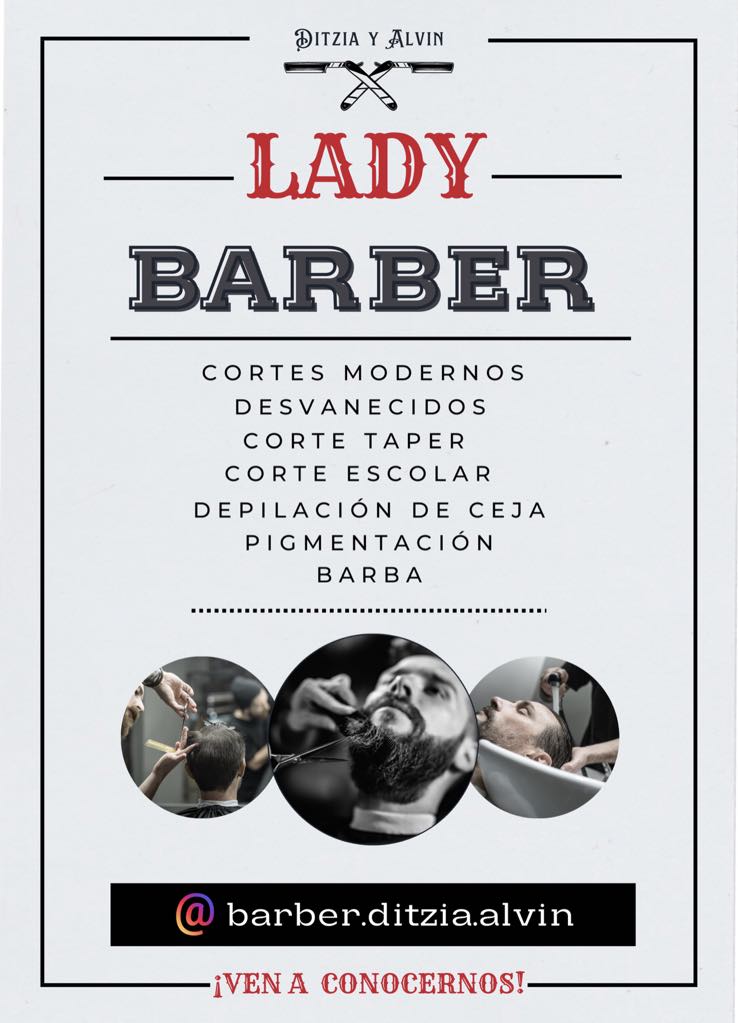 Ditzia y Alvin
LADY
BARBER
CORTES MODERNOS
DESVANECIDOS
CORTE TAPER
CORTE ESCOLAR
DEPILACIÓN DE CEJA
PIGMENTACIÓN
BARBA
@ barber.ditzia.alvin
¡VEN A CONOCERNOS!